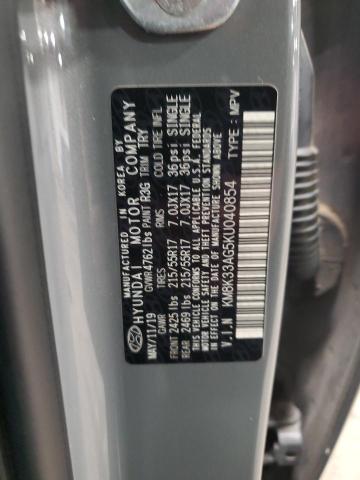 MANUFACTURED IN KOREA BY
HYUNDAI MOTOR COMPANY
MAY/11/19 GVWR 4762 lbs PAINT R3G TRIM TRY
GAWR TIRES RIMS COLD TIRE INFL.
FRONT 2425 lbs 215/55R17 7.0JX17 36psi SINGLE
REAR 2469 lbs 215/55R17 7.0JX17 36psi SINGLE
THIS VEHICLE CONFORMS TO ALL APPLICABLE U.S.A. FEDERAL
MOTOR VEHICLE SAFETY, BUMPER AND THEFT PREVENTION STANDARDS
IN EFFECT ON THE DATE OF MANUFACTURE SHOWN ABOVE.
V.I.N KM8K33AG5KU040854 TYPE: MPV